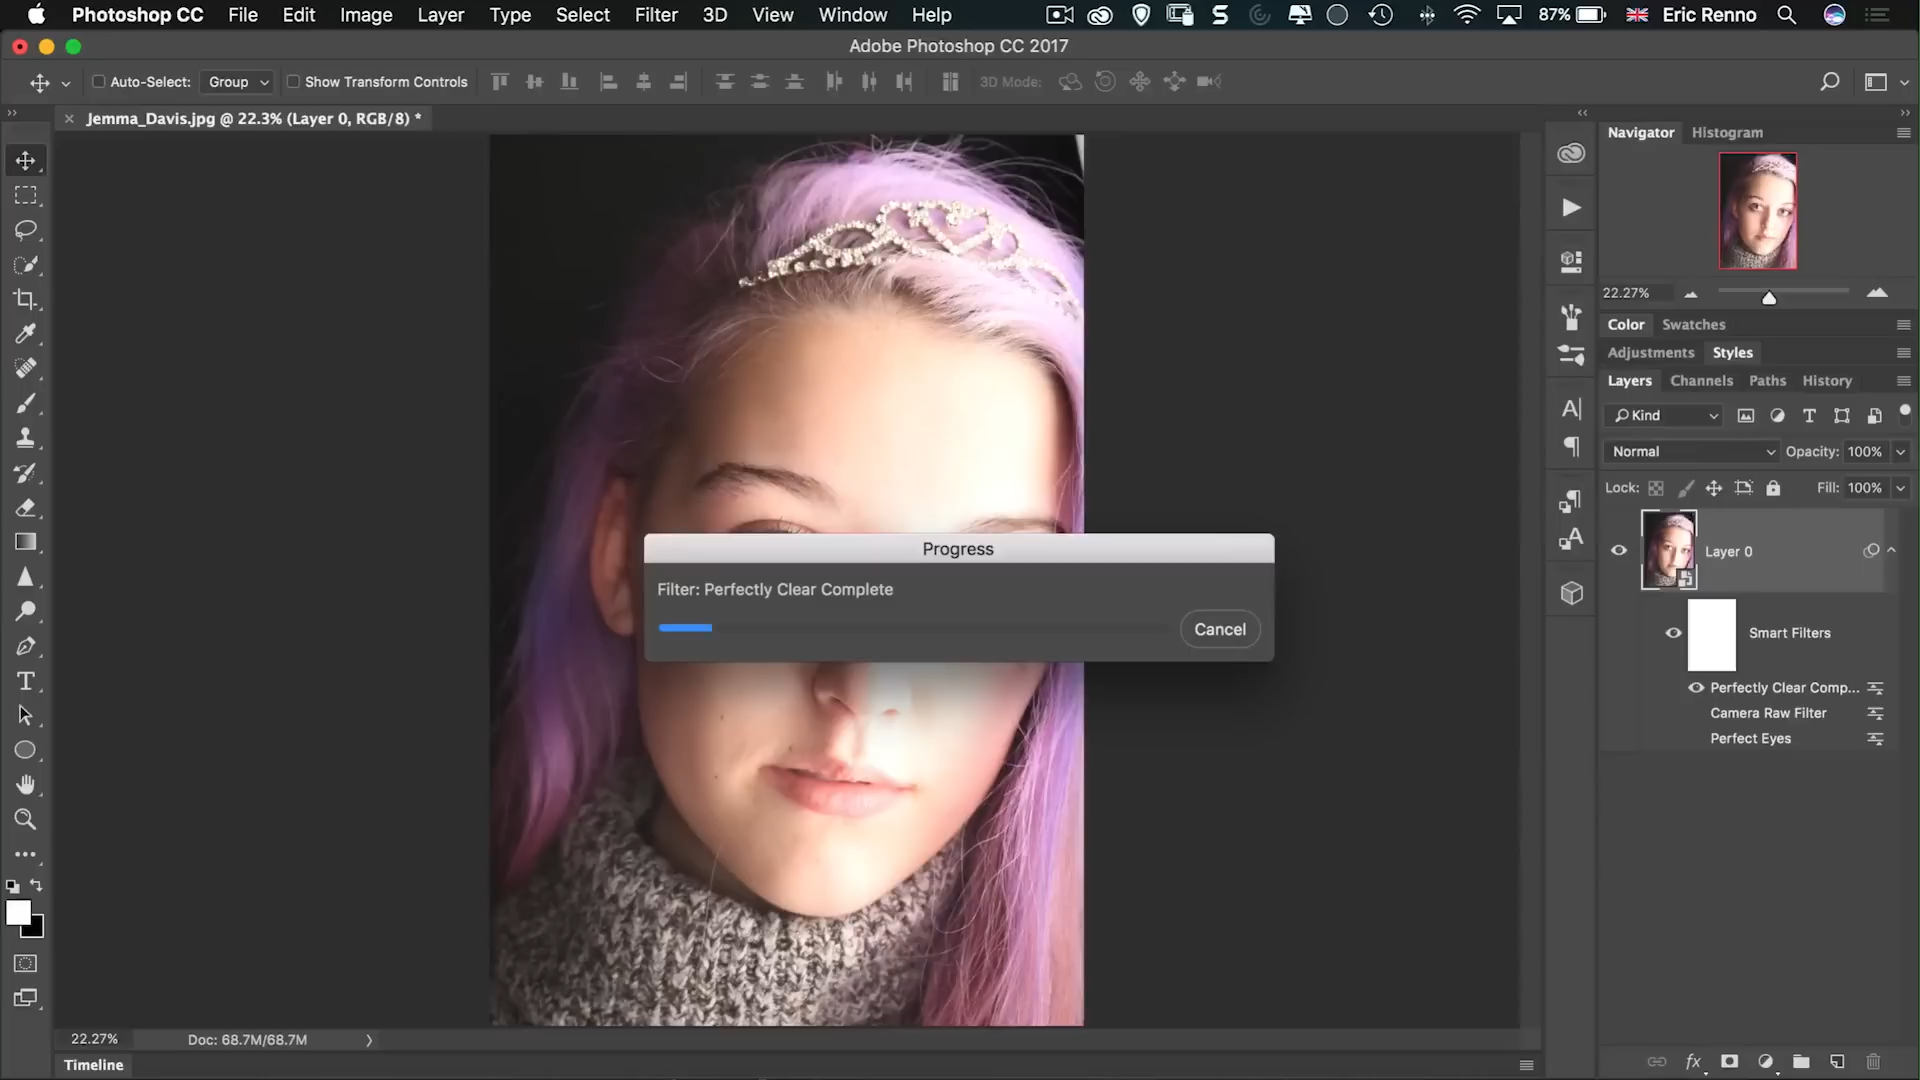 Photoshop CC File Edit Image Layer Type Select Filter 3D View Window Help 87% Eric Renno
Adobe Photoshop CC 2017
Auto-Select: Group Show Transform Controls 3D Mode:
Jemma_Davis.jpg @ 22.3% (Layer 0, RGB/8) *
Navigator Histogram
22.27%
Color Swatches
Adjustments Styles
Layers Channels Paths History
Kind
Normal Opacity: 100%
Lock: Fill: 100%
Layer 0
Smart Filters
Perfectly Clear Comp...
Camera Raw Filter
Perfect Eyes
Progress
Filter: Perfectly Clear Complete
Cancel
22.27% Doc: 68.7M/68.7M
Timeline